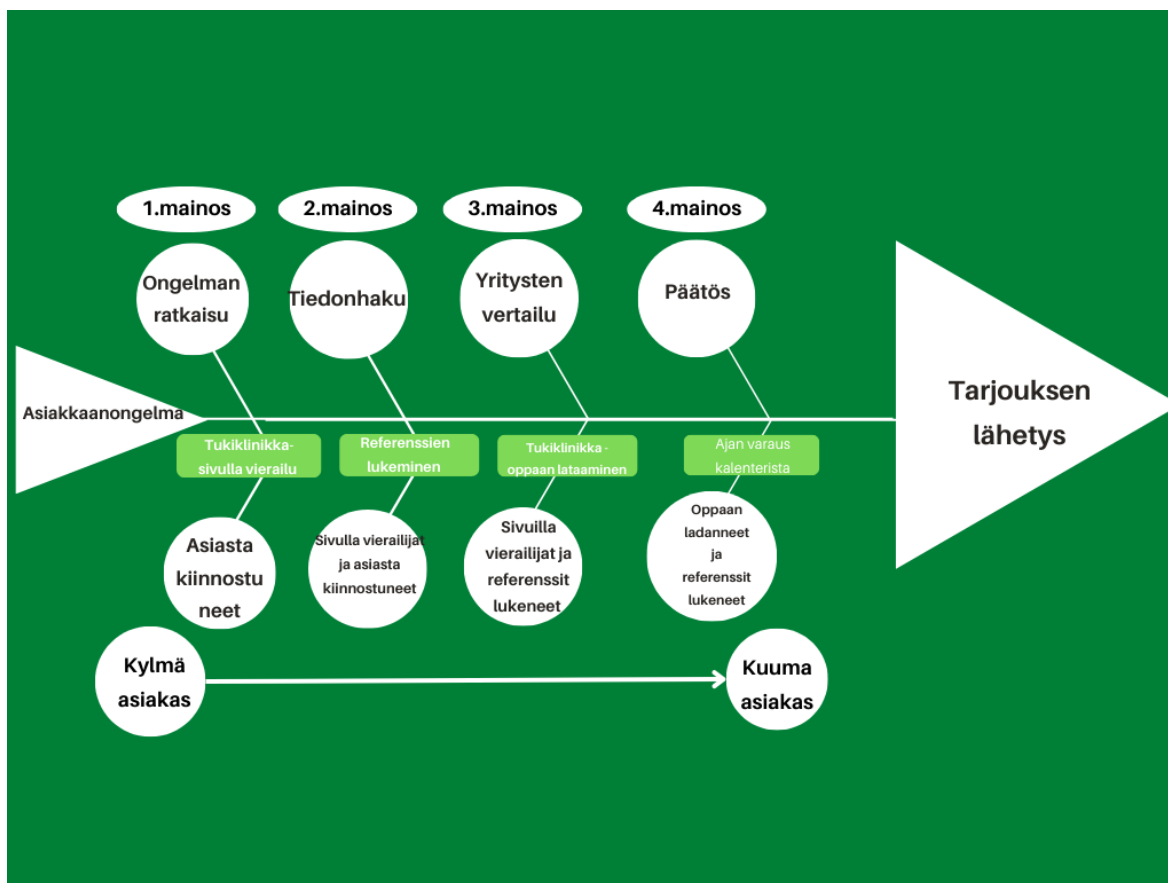 1.mainos
2.mainos
3.mainos
4.mainos
Ongelman
ratkaisu
Tiedonhaku
Yritysten
vertailu
Päätös
Asiakkaanongelma
Tarjouksen
lähetys
Tukiklinikka-
sivulla vierailu
Referenssien
lukeminen
Tukiklinikka -
oppaan lataaminen
Ajan varaus
kalenterista
Asiasta
kiinnostu
neet
Sivulla vierailijat
ja asiasta
kiinnostuneet
Sivuilla
vierailijat ja
referenssit
lukeneet
Oppaan
ladanneet
ja
referenssit
lukeneet
Kylmä
asiakas
Kuuma
asiakas